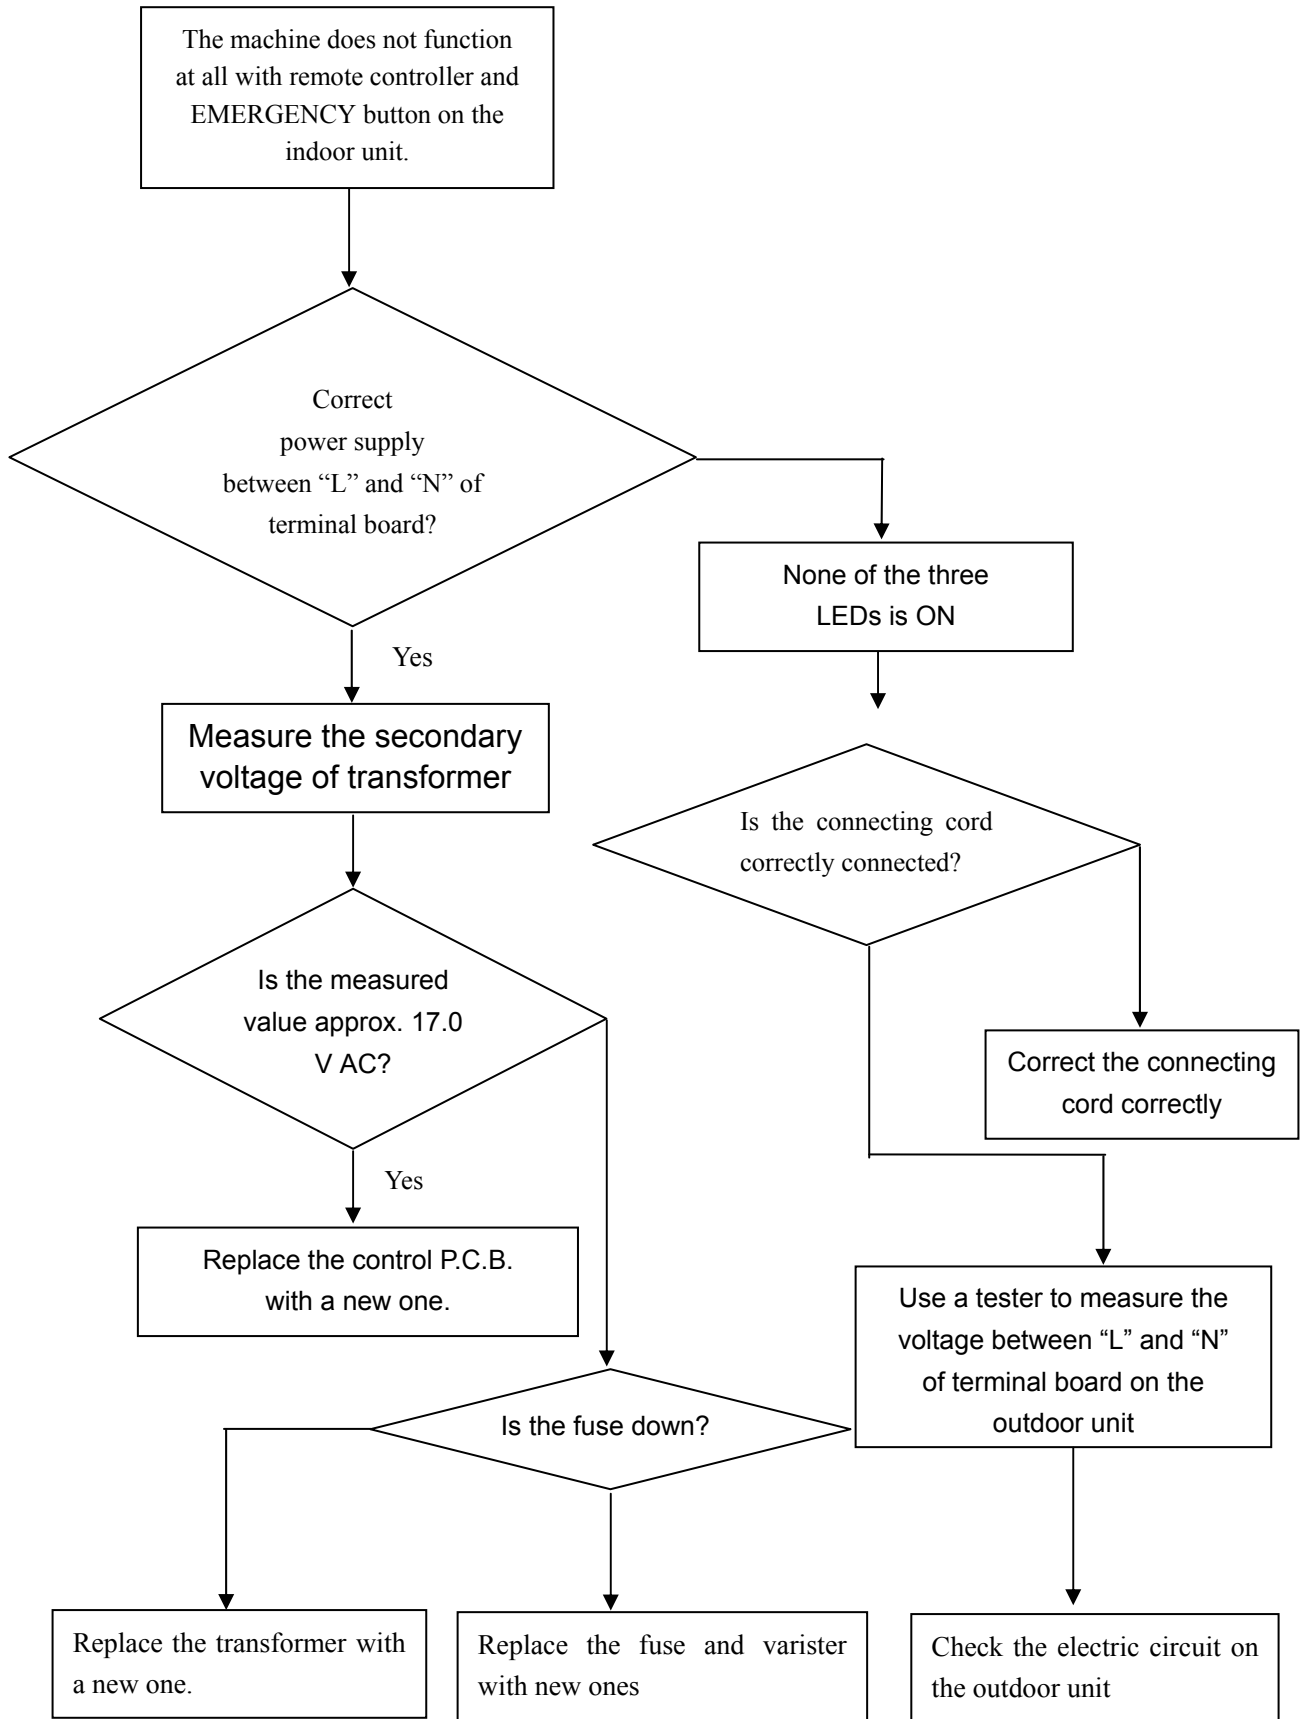 The machine does not function
at all with remote controller and
EMERGENCY button on the
indoor unit.
Correct
power supply
between “L” and “N” of
terminal board?
None of the three
LEDs is ON
Yes
Measure the secondary
voltage of transformer
Is the connecting cord
correctly connected?
Is the measured
value approx. 17.0
V AC?
Correct the connecting
cord correctly
Yes
Replace the control P.C.B.
with a new one.
Use a tester to measure the
voltage between “L” and “N”
of terminal board on the
outdoor unit
Is the fuse down?
Replace the transformer with
a new one.
Replace the fuse and varister
with new ones
Check the electric circuit on
the outdoor unit